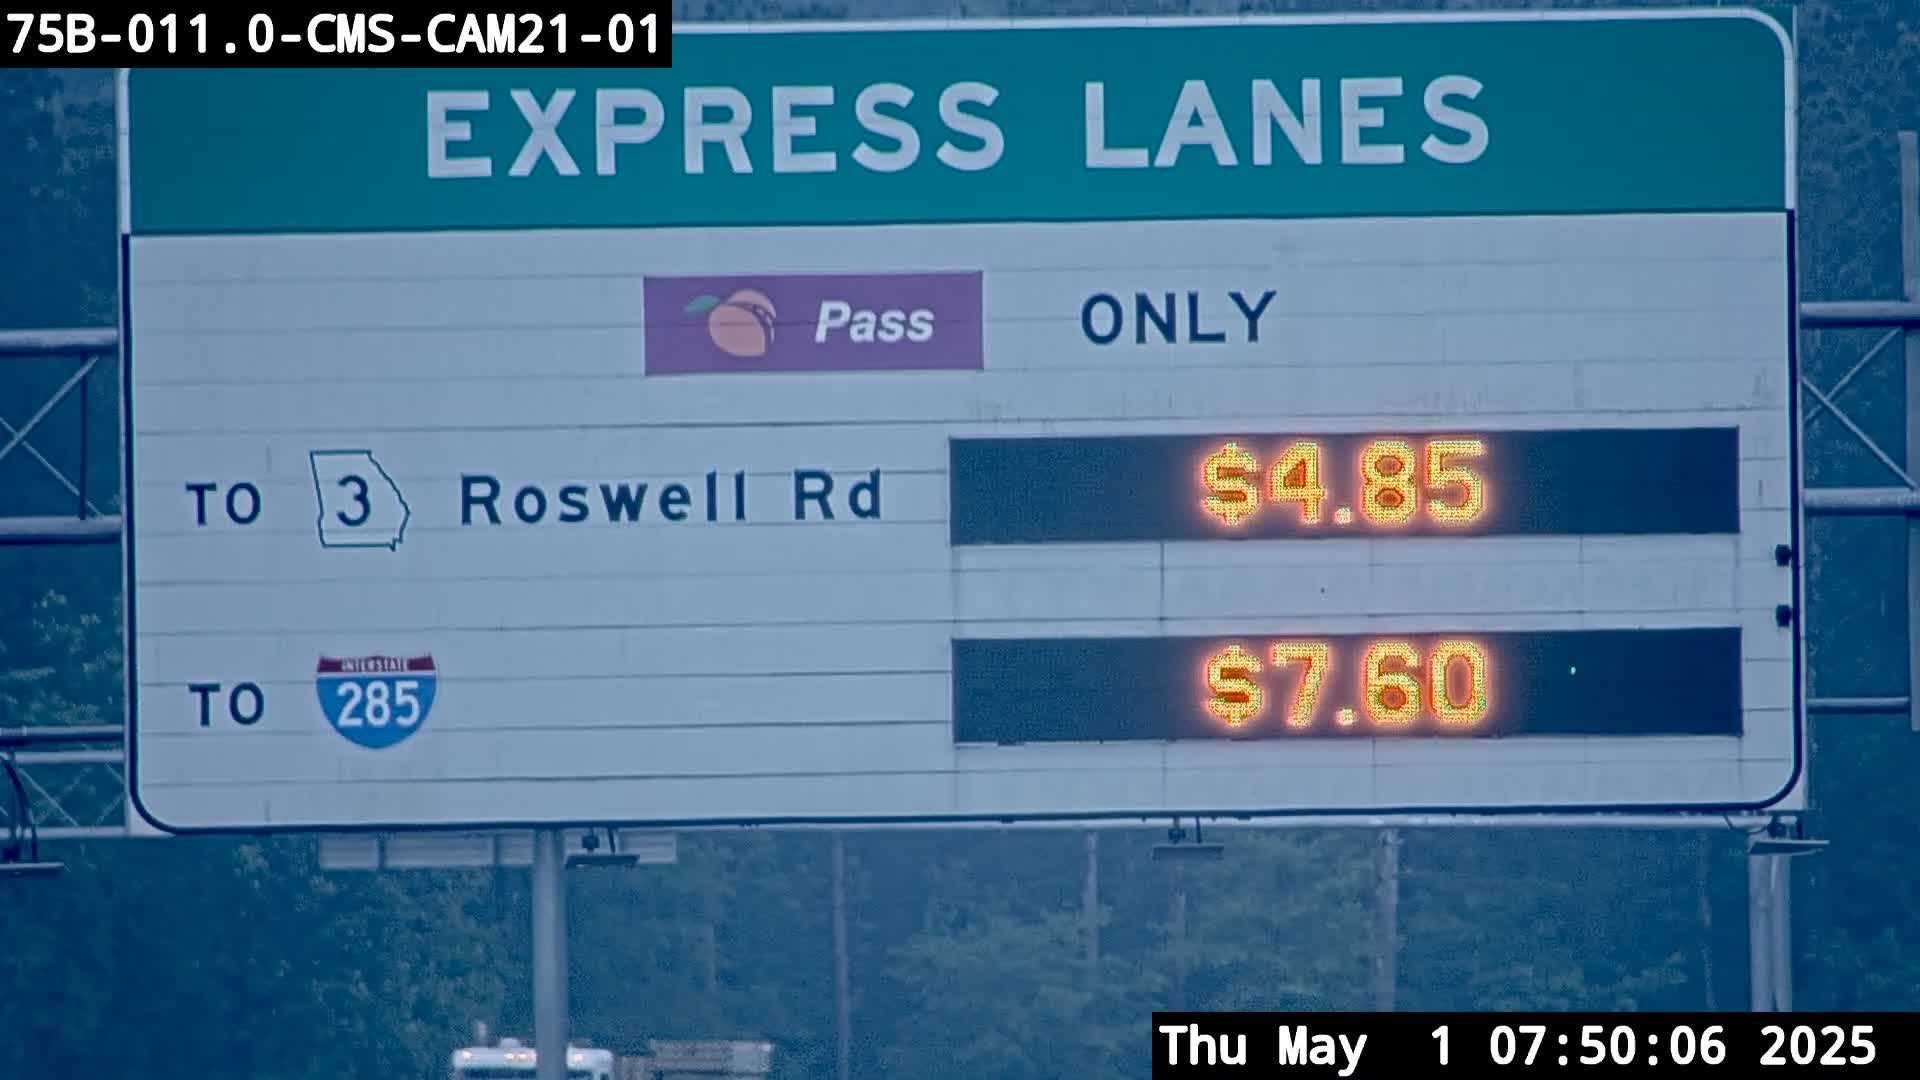 75B-011.0-CMS-CAM21-01
EXPRESS LANES
Pass ONLY
TO 3 Roswell Rd $4.85
INTERSTATE
TO 285 $7.60
Thu May 1 07:50:06 2025